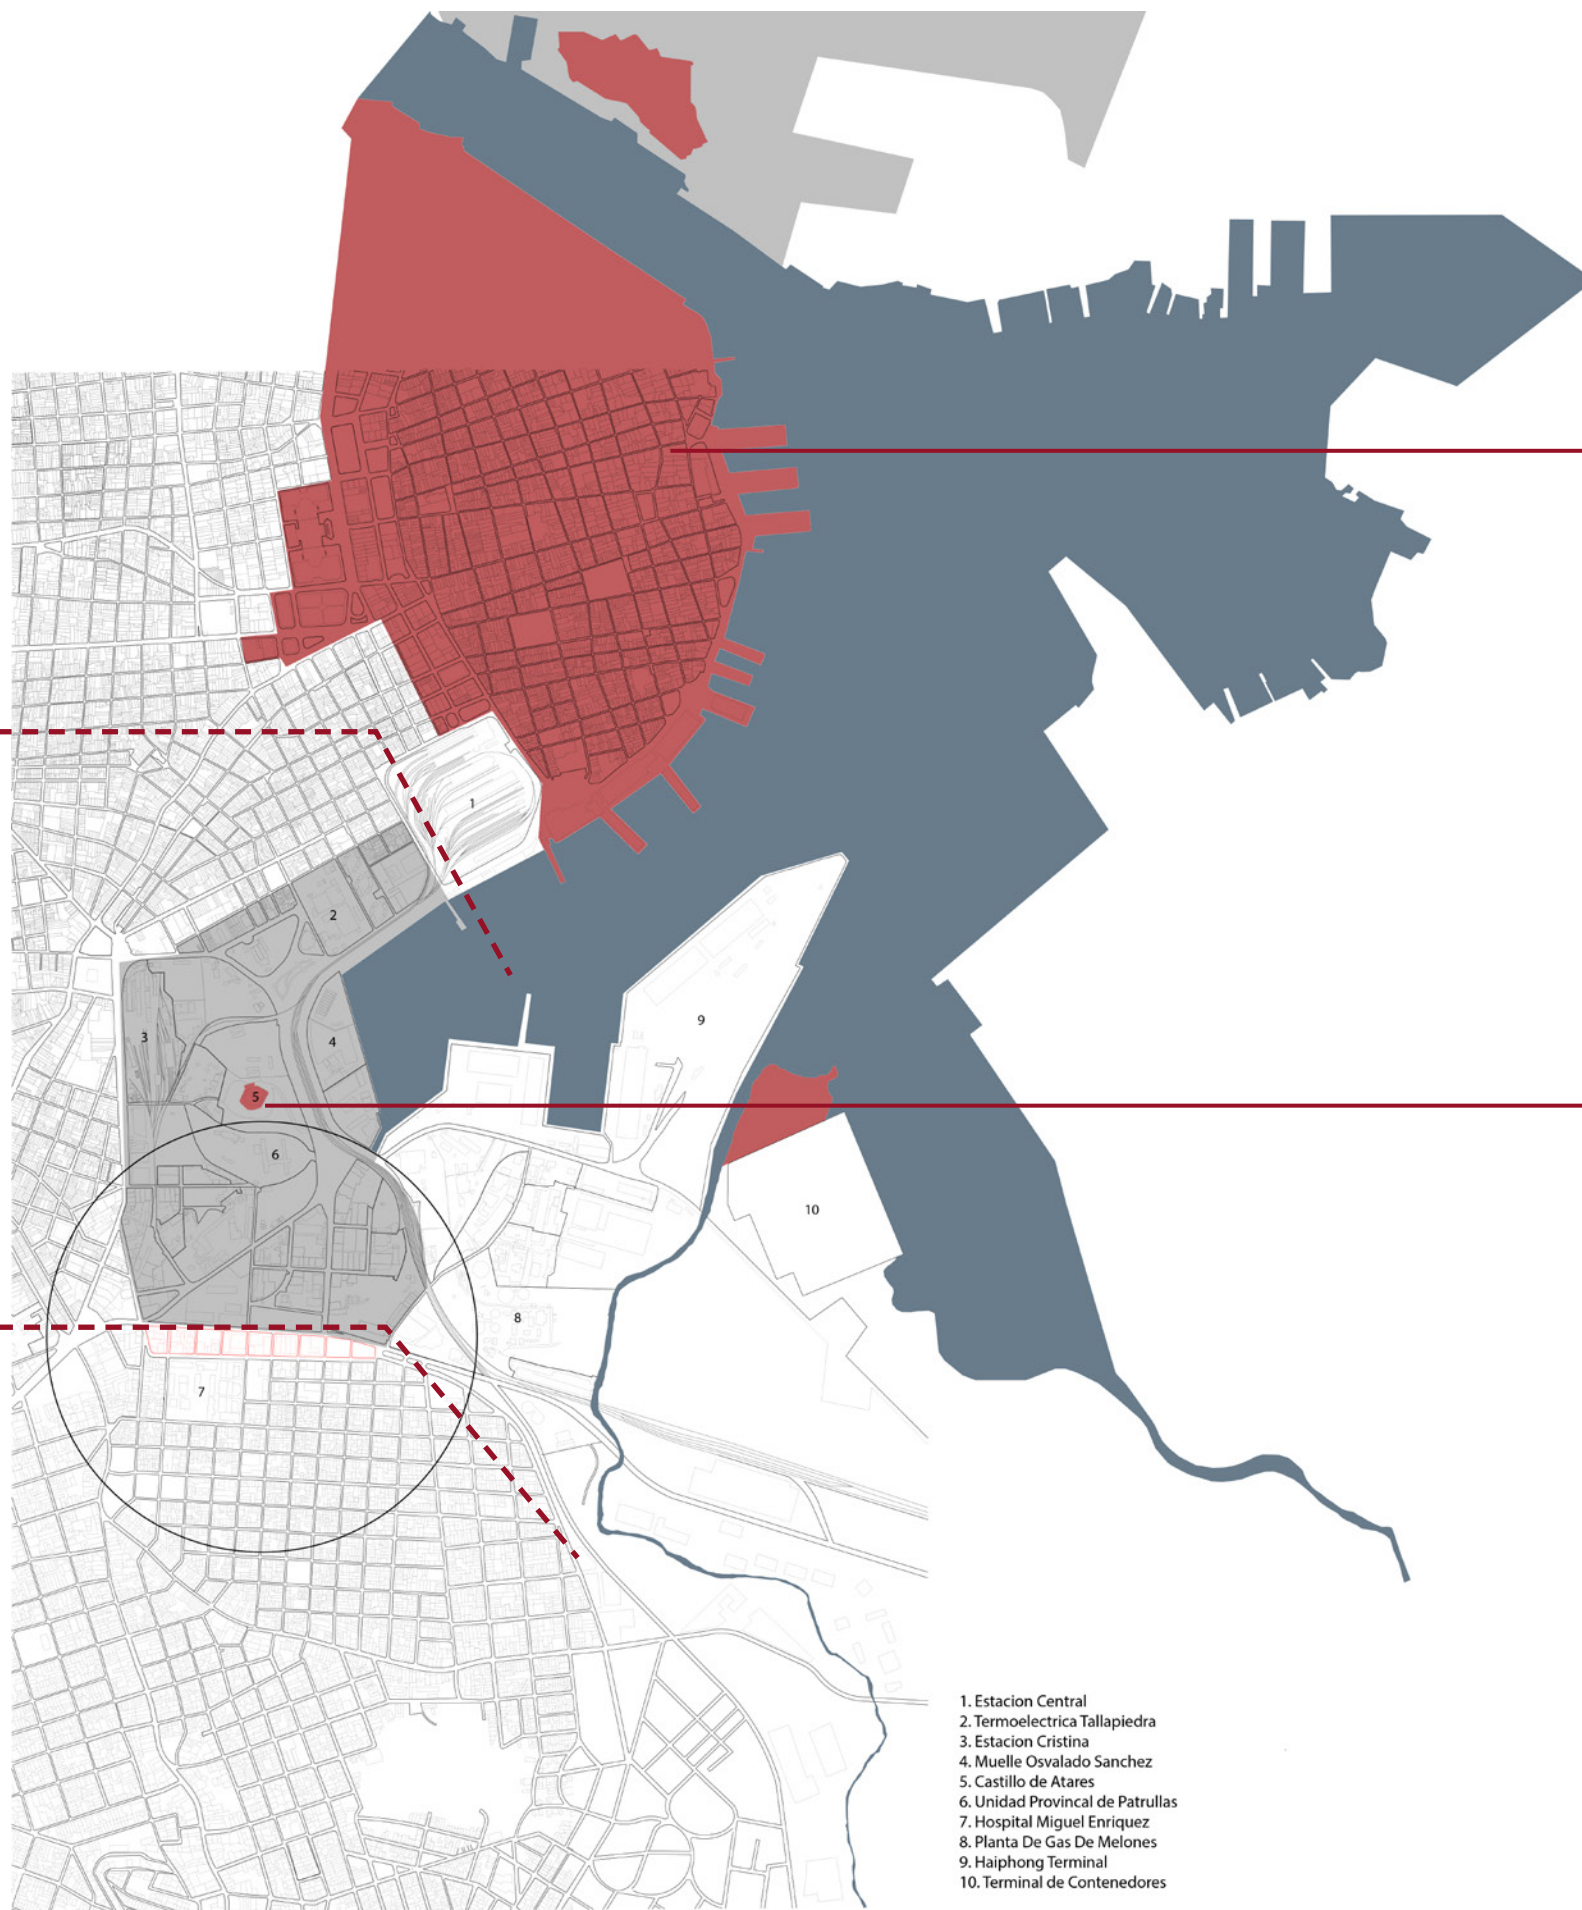 1
2
3
4
5
6
7
8
9
10
1. Estacion Central
2. Termoelectrica Tallapiedra
3. Estacion Cristina
4. Muelle Osvalado Sanchez
5. Castillo de Atares
6. Unidad Provincal de Patrullas
7. Hospital Miguel Enriquez
8. Planta De Gas De Melones
9. Haiphong Terminal
10. Terminal de Contenedores